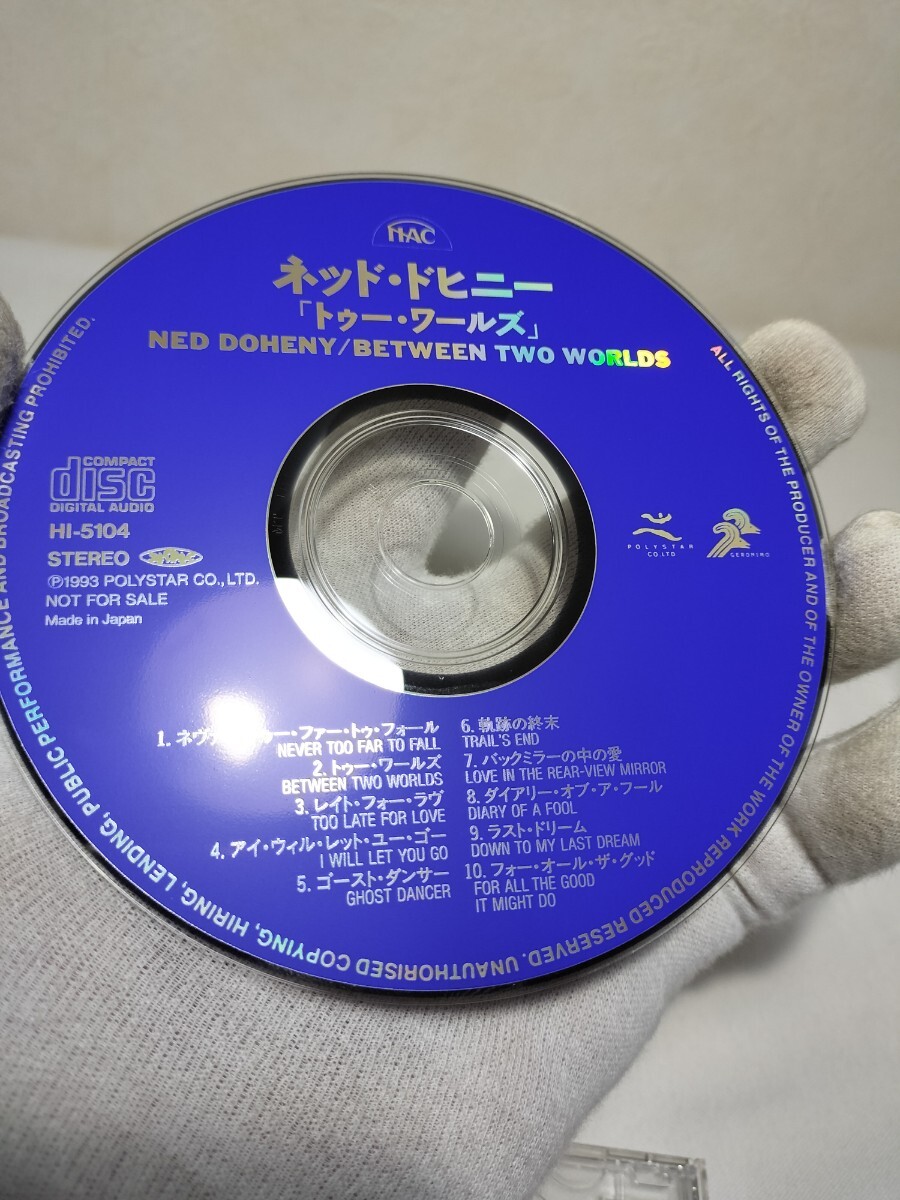 HAC
ネッド・ドヒニー
「トゥー・ワールズ」
NED DOHENY/BETWEEN TWO WORLDS
COMPACT
disc
DIGITAL AUDIO
HI-5104
STEREO
℗1993 POLYSTAR CO., LTD.
NOT FOR SALE
Made in Japan
POLYSTAR
CO.LTD
GERONIMO
1. ・ファー・トゥ・フォール
NEVER TOO FAR TO FALL
2. トゥー・ワールズ
BETWEEN TWO WORLDS
3. レイト・フォー・ラヴ
TOO LATE FOR LOVE
4. アイ・ウィル・レット・ユー・ゴー
I WILL LET YOU GO
5. ゴースト・ダンサー
GHOST DANCER
6. 軌跡の終末
TRAIL'S END
7. バックミラーの中の愛
LOVE IN THE REAR-VIEW MIRROR
8. ダイアリー・オブ・ア・フール
DIARY OF A FOOL
9. ラスト・ドリーム
DOWN TO MY LAST DREAM
10. フォー・オール・ザ・グッド
FOR ALL THE GOOD
IT MIGHT DO
ALL RIGHTS OF THE PRODUCER AND OF THE OWNER OF THE WORK REPRODUCED RESERVED. UNAUTHORISED COPYING, HIRING, LENDING, PUBLIC PERFORMANCE AND BROADCASTING PROHIBITED.